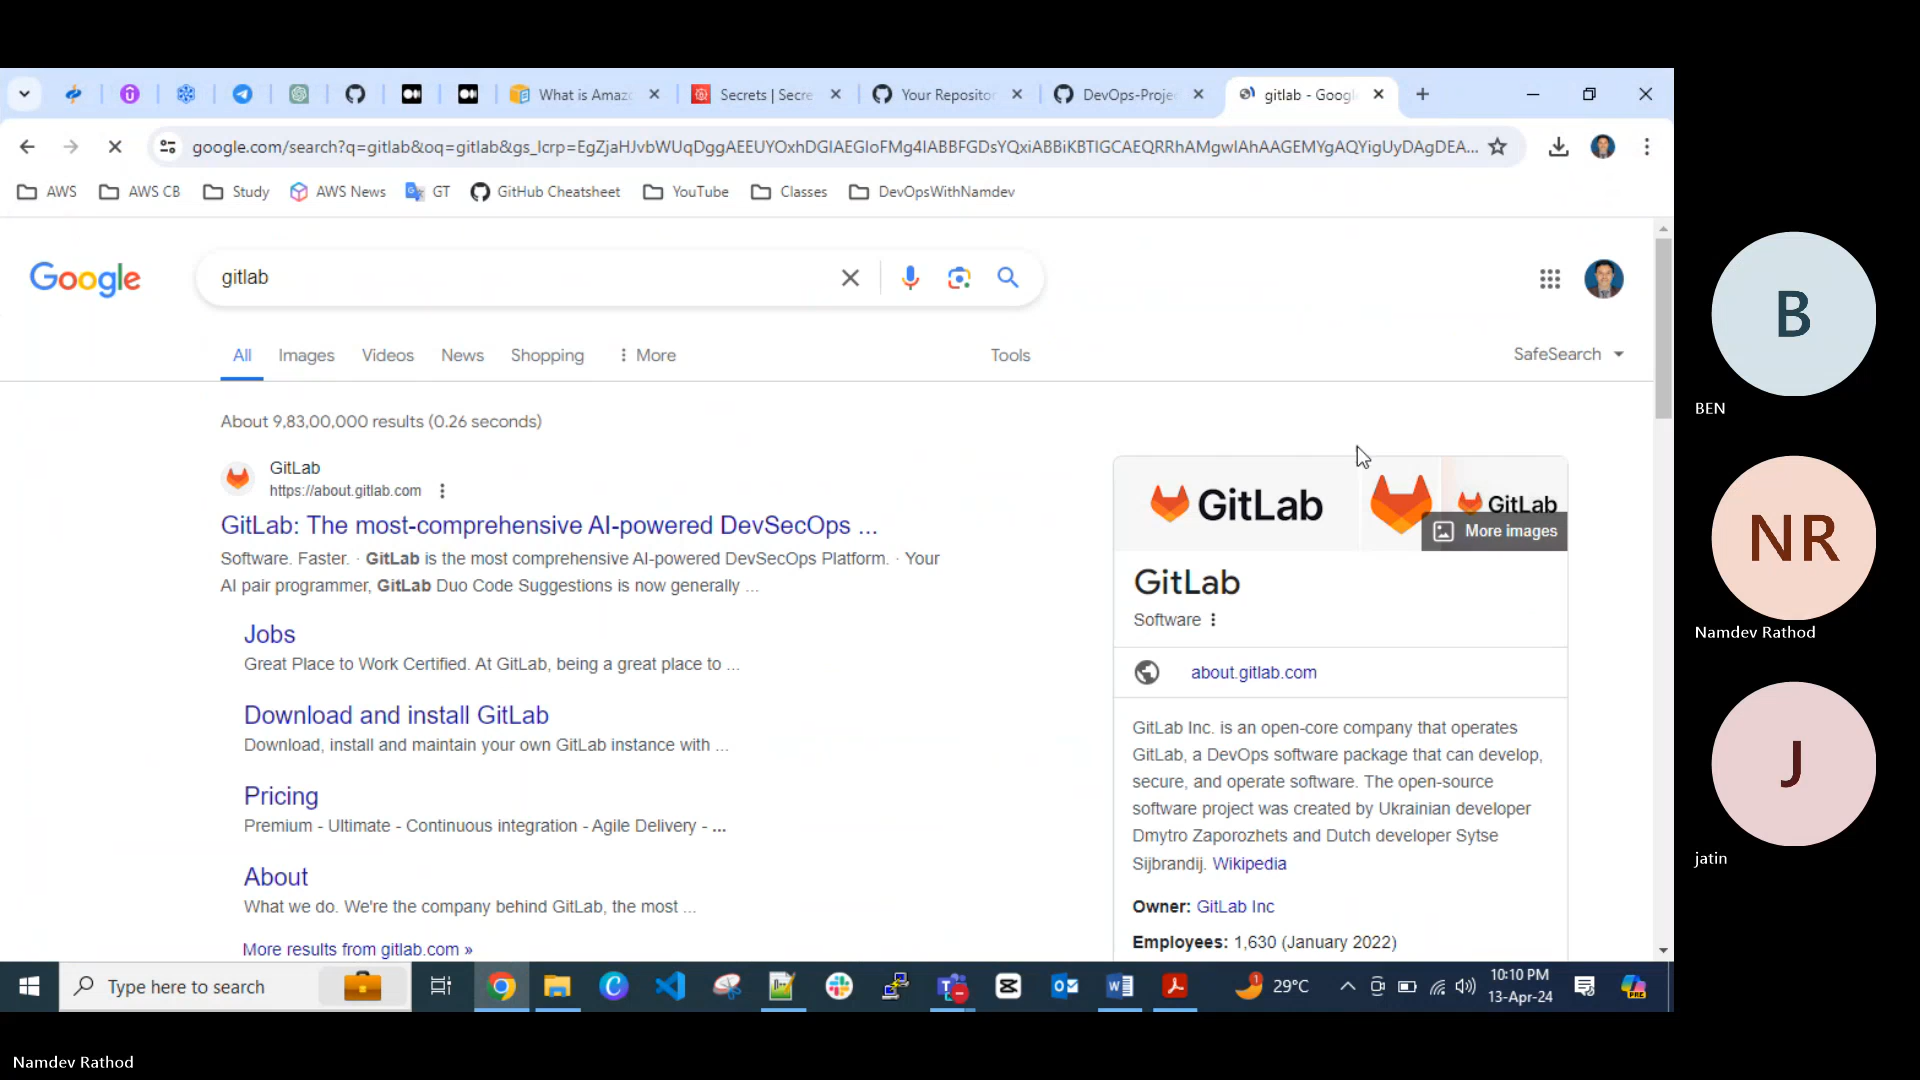 What is Amaz
Secrets | Secre
Your Reposito
DevOps-Proje
gitlab - Goog
google.com/search?q=gitlab&oq=gitlab&gs_lcrp=EgZjaHJvbWUqDggAEEUYOxhDGIAEGIoFMg4IABBFGDsYQxiABBiKBTIGCAEQRRhAMgwIAhAAGEMYgAQYigUyDAgDEA...
AWS
AWS CB
Study
AWS News
GT
GitHub Cheatsheet
YouTube
Classes
DevOpsWithNamdev
Google
gitlab
All
Images
Videos
News
Shopping
More
Tools
SafeSearch
About 9,83,00,000 results (0.26 seconds)
GitLab
https://about.gitlab.com
GitLab: The most-comprehensive AI-powered DevSecOps ...
Software. Faster. · GitLab is the most comprehensive AI-powered DevSecOps Platform. · Your
AI pair programmer, GitLab Duo Code Suggestions is now generally ...
Jobs
Great Place to Work Certified. At GitLab, being a great place to ...
Download and install GitLab
Download, install and maintain your own GitLab instance with ...
Pricing
Premium - Ultimate - Continuous integration - Agile Delivery - ...
About
What we do. We're the company behind GitLab, the most ...
More results from gitlab.com »
GitLab
GitLab
More images
GitLab
Software
about.gitlab.com
GitLab Inc. is an open-core company that operates
GitLab, a DevOps software package that can develop,
secure, and operate software. The open-source
software project was created by Ukrainian developer
Dmytro Zaporozhets and Dutch developer Sytse
Sijbrandij. Wikipedia
Owner: GitLab Inc
Employees: 1,630 (January 2022)
Type here to search
29°C
10:10 PM
13-Apr-24
B
BEN
NR
Namdev Rathod
J
jatin
Namdev Rathod